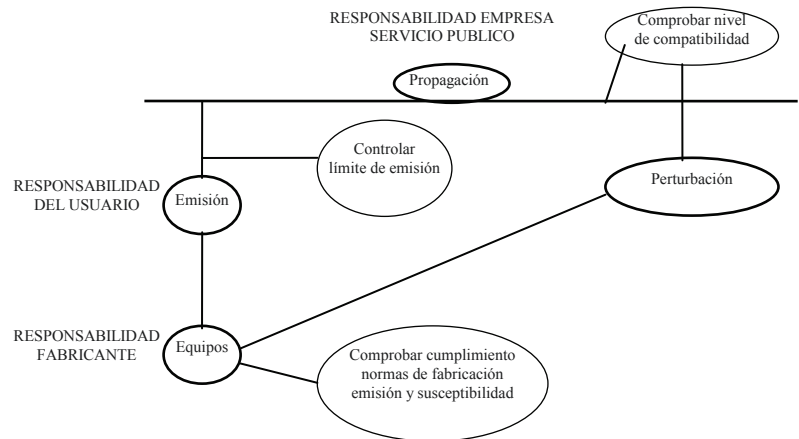 RESPONSABILIDAD EMPRESA
SERVICIO PUBLICO
Comprobar nivel
de compatibilidad
Propagación
Controlar
límite de emisión
RESPONSABILIDAD
DEL USUARIO
Emisión
Perturbación
RESPONSABILIDAD
FABRICANTE
Equipos
Comprobar cumplimiento
normas de fabricación
emisión y susceptibilidad